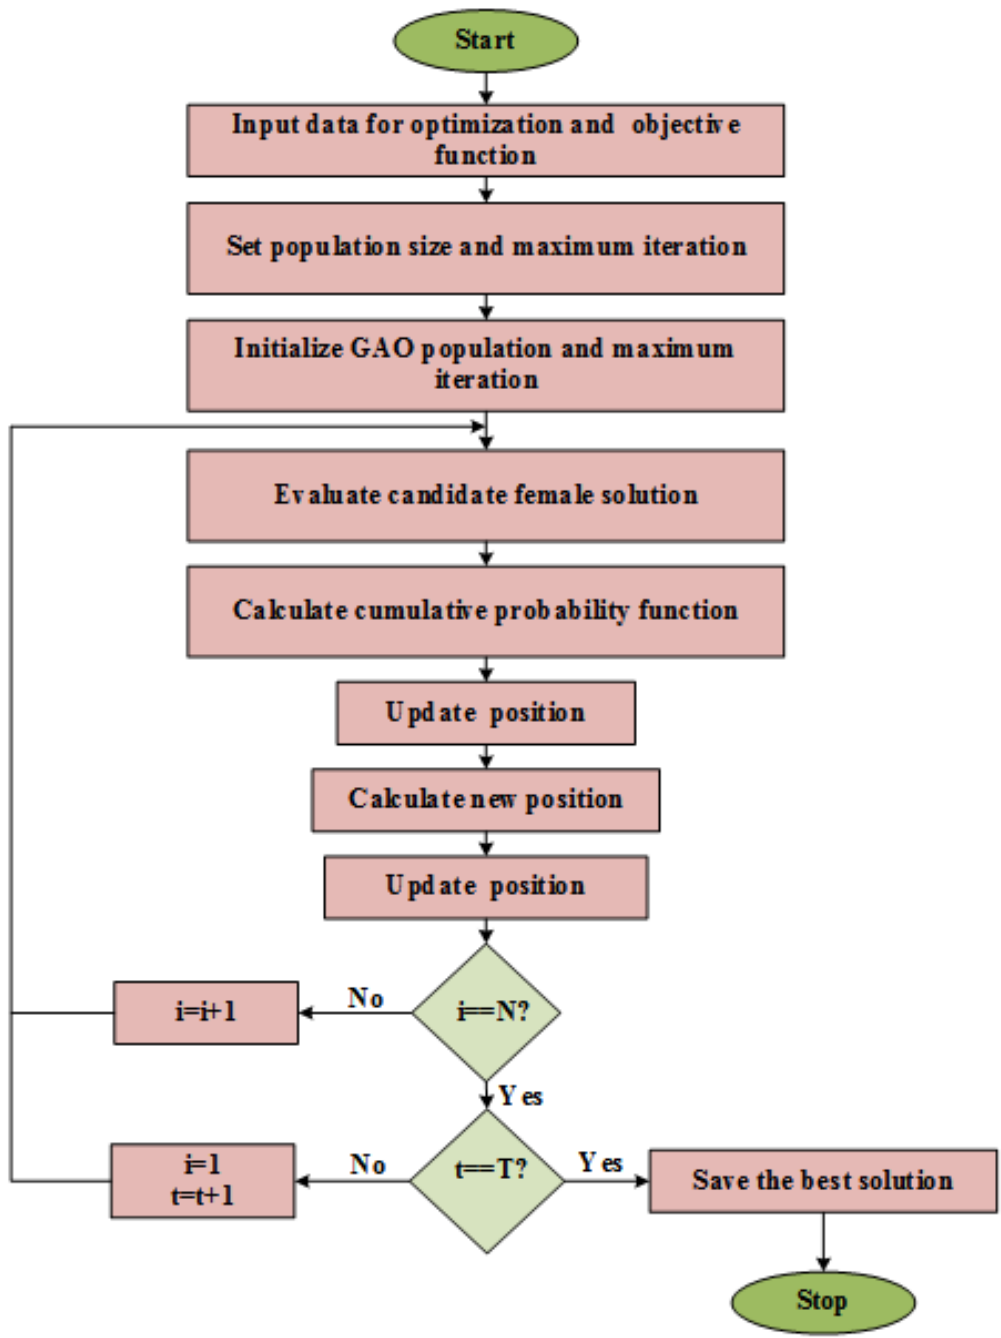 Start
Input data for optimization and objective
function
Set population size and maximum iteration
Initialize GAO population and maximum
iteration
Evaluate candidate female solution
Calculate cumulative probability function
Update position
Calculate new position
Update position
i==N?
No
i=i+1
Yes
t==T?
No
i=1
t=t+1
Yes
Save the best solution
Stop